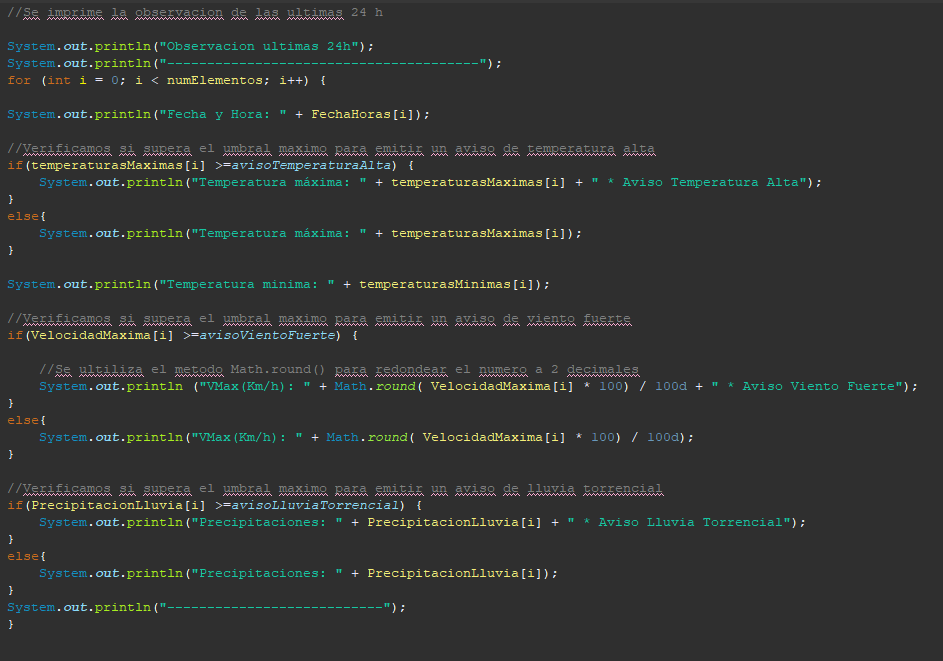 //Se imprime la observacion de las ultimas 24 h
System.out.println("Observacion ultimas 24h");
System.out.println("---------------------------------------");
for (int i = 0; i < numElementos; i++) {
System.out.println("Fecha y Hora: " + FechaHoras[i]);
//Verificamos si supera el umbral maximo para emitir un aviso de temperatura alta
if(temperaturasMaximas[i] >=avisoTemperaturaAlta) {
System.out.println("Temperatura máxima: " + temperaturasMaximas[i] + " * Aviso Temperatura Alta");
}
else{
System.out.println("Temperatura máxima: " + temperaturasMaximas[i]);
}
System.out.println("Temperatura minima: " + temperaturasMinimas[i]);
//Verificamos si supera el umbral maximo para emitir un aviso de viento fuerte
if(VelocidadMaxima[i] >=avisoVientoFuerte) {
//Se ultiliza el metodo Math.round() para redondear el numero a 2 decimales
System.out.println ("VMax(Km/h): " + Math.round( VelocidadMaxima[i] * 100) / 100d + " * Aviso Viento Fuerte");
}
else{
System.out.println("VMax(Km/h): " + Math.round( VelocidadMaxima[i] * 100) / 100d);
}
//Verificamos si supera el umbral maximo para emitir un aviso de lluvia torrencial
if(PrecipitacionLluvia[i] >=avisoLluviaTorrencial) {
System.out.println("Precipitaciones: " + PrecipitacionLluvia[i] + " * Aviso Lluvia Torrencial");
}
else{
System.out.println("Precipitaciones: " + PrecipitacionLluvia[i]);
}
System.out.println("---------------------------");
}